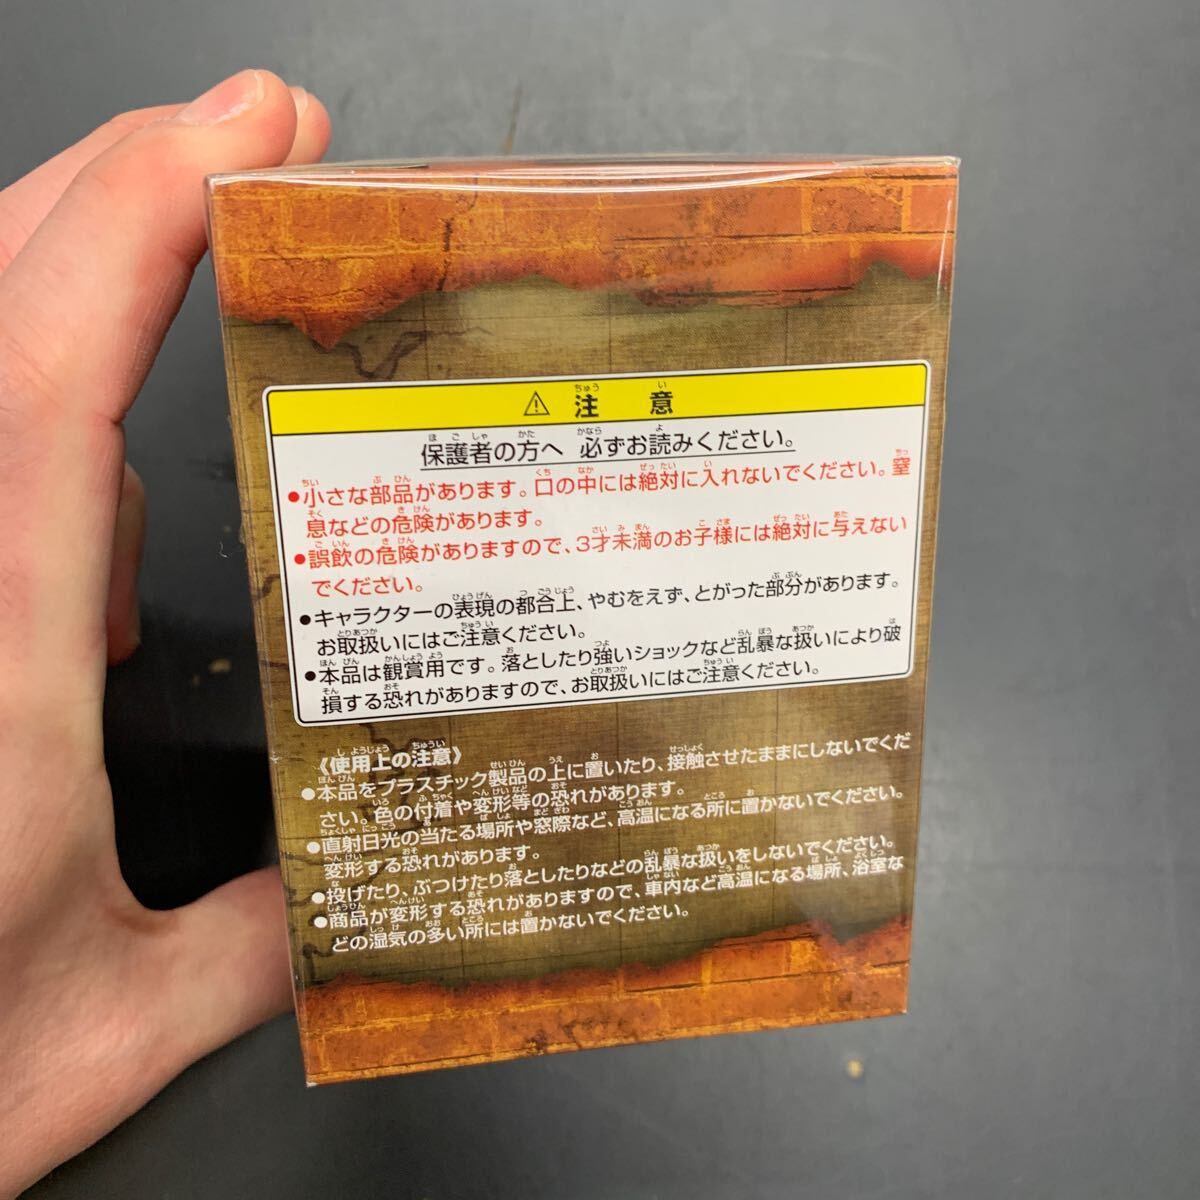 ⚠ 注意
保護者の方へ 必ずお読みください。
●小さな部品があります。口の中には絶対に入れないでください。窒
息などの危険があります。
●誤飲の危険がありますので、3才未満のお子様には絶対に与えない
でください。
●キャラクターの表現の都合上、やむをえず、とがった部分があります。
お取扱いにはご注意ください。
●本品は観賞用です。落としたり強いショックなど乱暴な扱いにより破
損する恐れがありますので、お取扱いにはご注意ください。
《使用上の注意》
●本品をプラスチック製品の上に置いたり、接触させたままにしないでくだ
さい。色の付着や変形等の恐れがあります。
●直射日光の当たる場所や窓際など、高温になる所に置かないでください。
変形する恐れがあります。
●投げたり、ぶつけたり落としたりなどの乱暴な扱いをしないでください。
●商品が変形する恐れがありますので、車内など高温になる場所、浴室な
どの湿気の多い所には置かないでください。